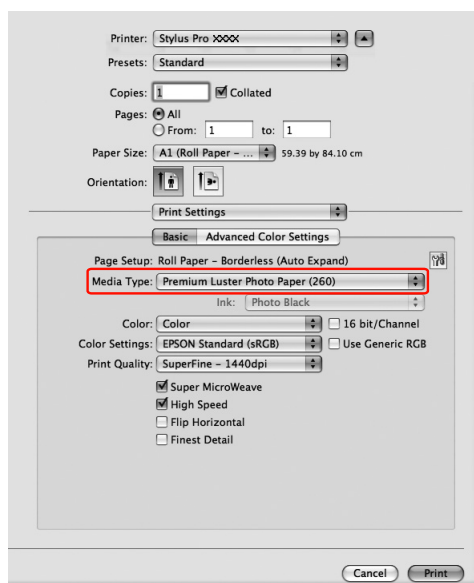 Printer: Stylus Pro XXXX
Presets: Standard
Copies: 1 Collated
Pages: All
From: 1 to: 1
Paper Size: A1 (Roll Paper – ... 59.39 by 84.10 cm
Orientation:
Print Settings
Basic Advanced Color Settings
Page Setup: Roll Paper – Borderless (Auto Expand)
Media Type: Premium Luster Photo Paper (260)
Ink: Photo Black
Color: Color 16 bit/Channel
Color Settings: EPSON Standard (sRGB) Use Generic RGB
Print Quality: SuperFine – 1440dpi
Super MicroWeave
High Speed
Flip Horizontal
Finest Detail
Cancel Print